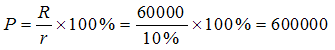 P = R/r × 100% = 60000/10% × 100% = 600000